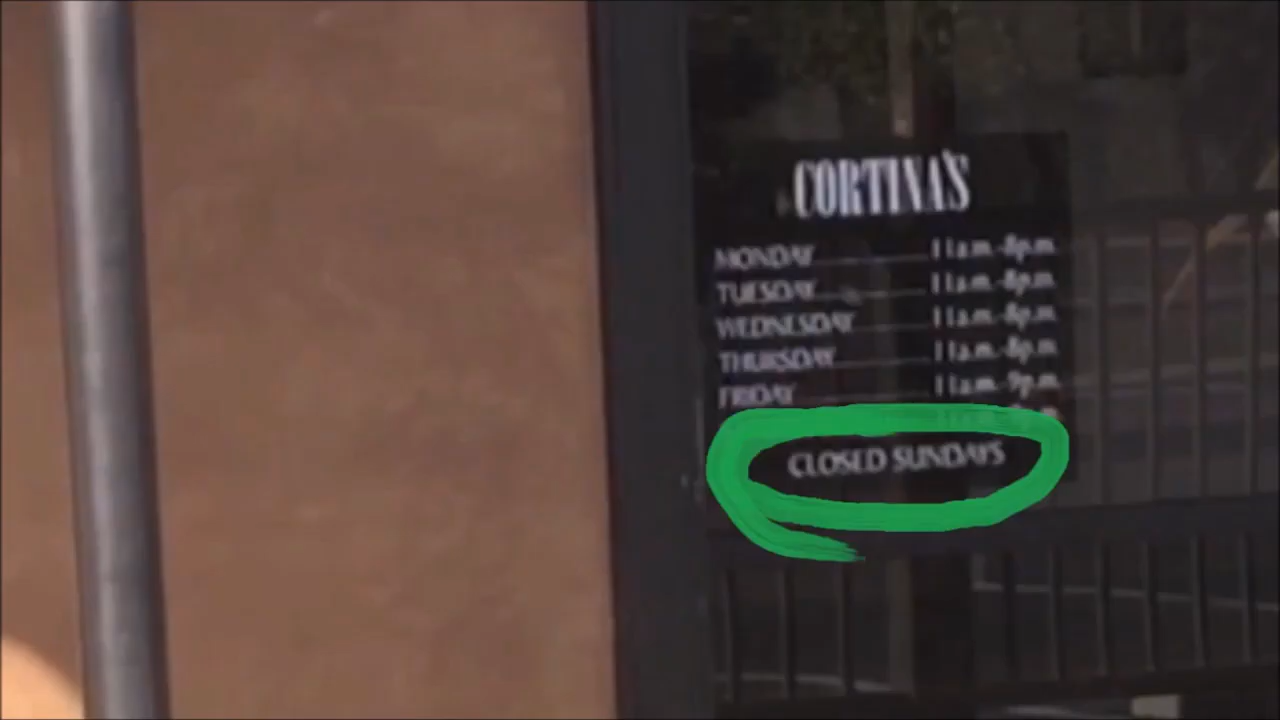 CORTINA'S
MONDAY 11a.m.-8p.m.
TUESDAY 11a.m.-8p.m.
WEDNESDAY 11a.m.-8p.m.
THURSDAY 11a.m.-8p.m.
FRIDAY 11a.m.-9p.m.
CLOSED SUNDAYS